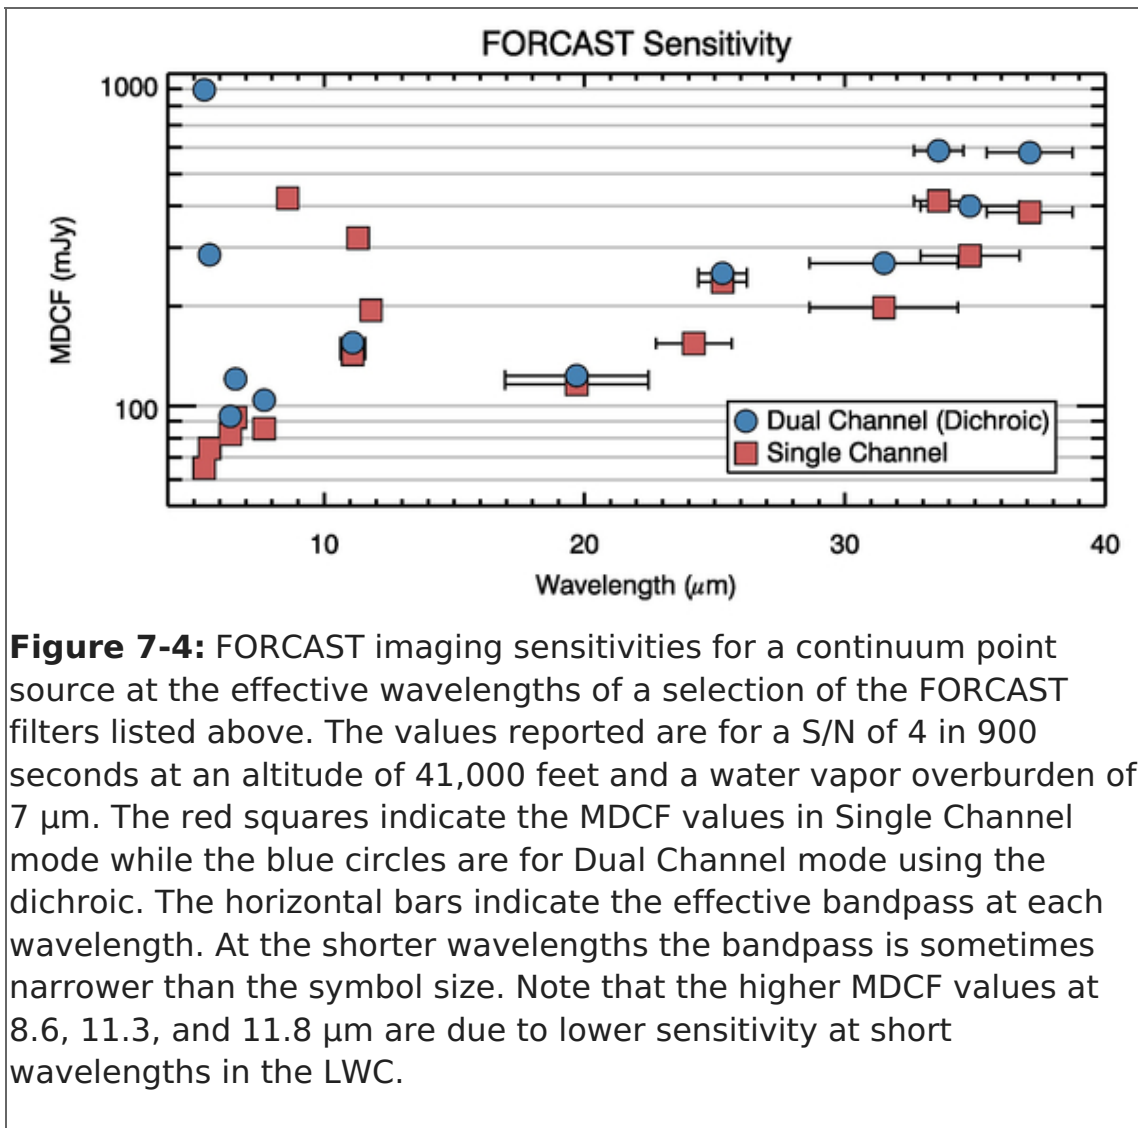 FORCAST Sensitivity
1000
100
MDCF (mJy)
Dual Channel (Dichroic)
Single Channel
10 20 30 40
Wavelength (μm)
Figure 7-4: FORCAST imaging sensitivities for a continuum point
source at the effective wavelengths of a selection of the FORCAST
filters listed above. The values reported are for a S/N of 4 in 900
seconds at an altitude of 41,000 feet and a water vapor overburden of
7 μm. The red squares indicate the MDCF values in Single Channel
mode while the blue circles are for Dual Channel mode using the
dichroic. The horizontal bars indicate the effective bandpass at each
wavelength. At the shorter wavelengths the bandpass is sometimes
narrower than the symbol size. Note that the higher MDCF values at
8.6, 11.3, and 11.8 μm are due to lower sensitivity at short
wavelengths in the LWC.